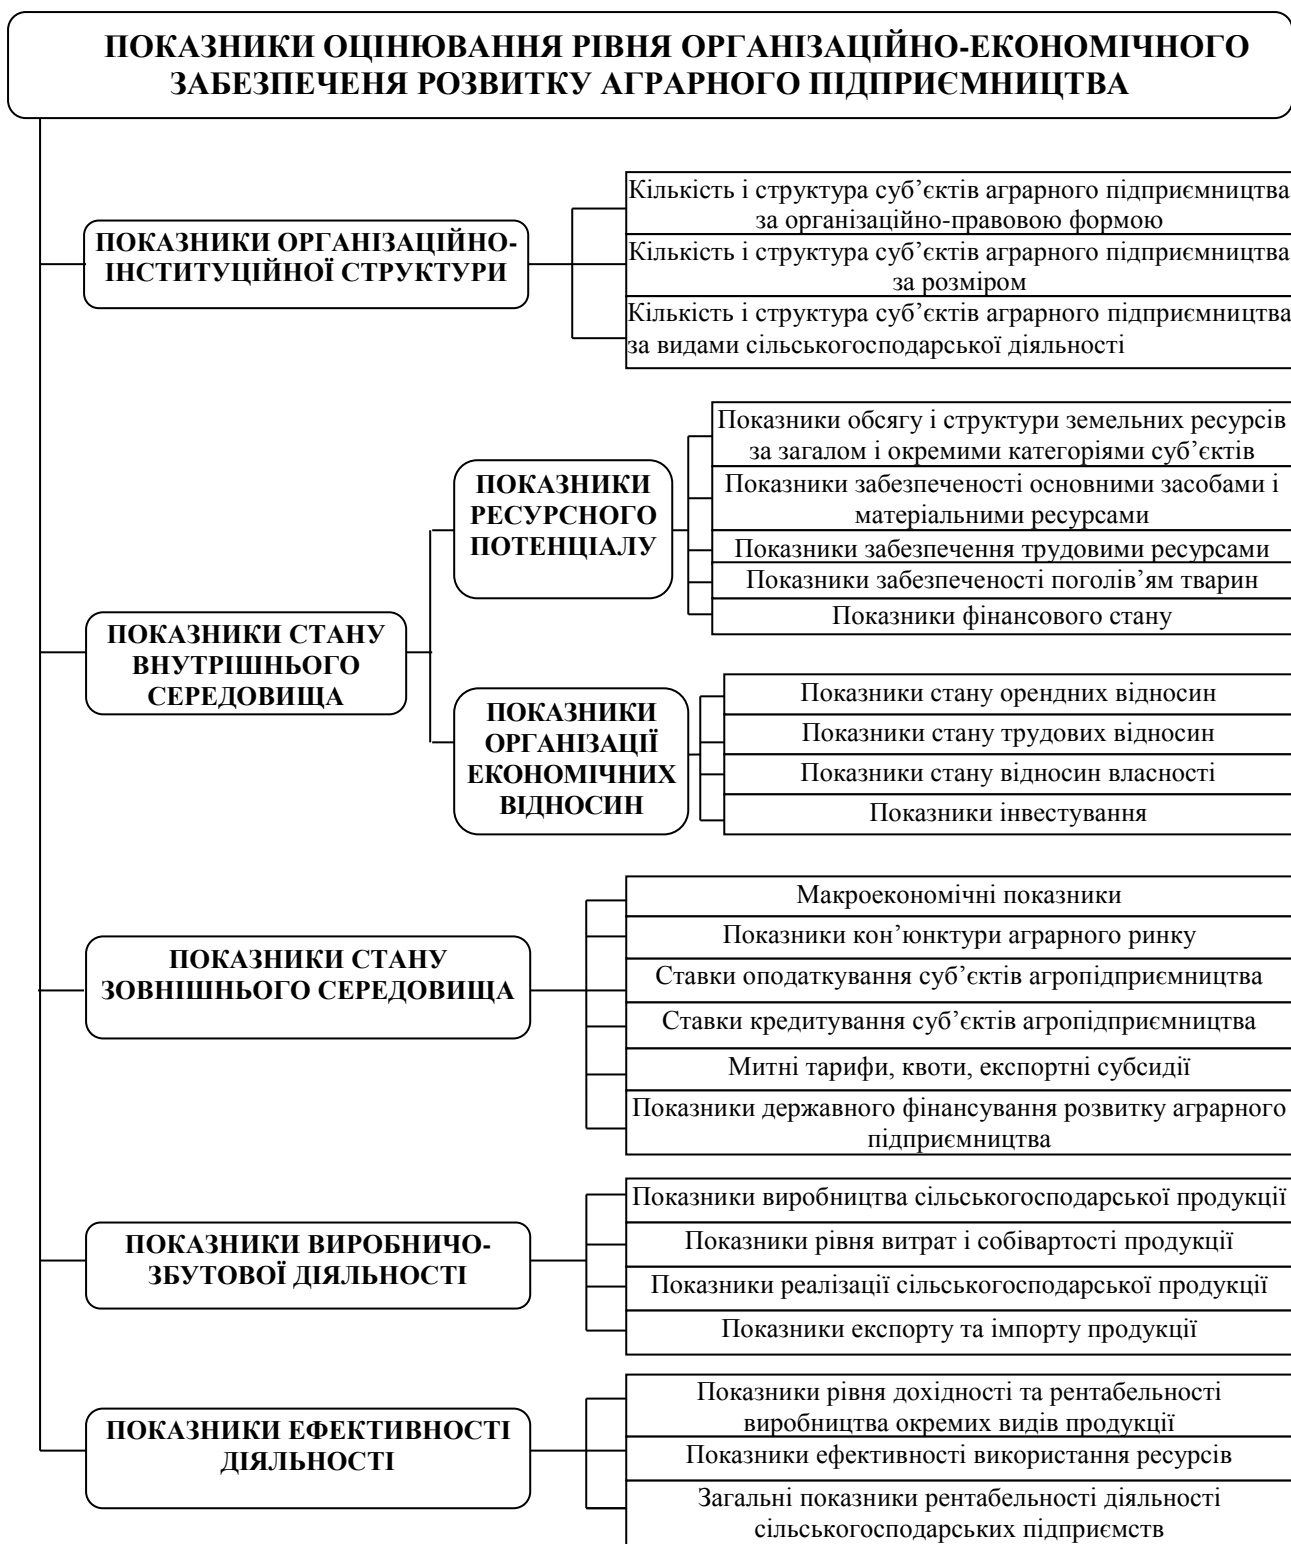 ПОКАЗНИКИ ОЦІНЮВАННЯ РІВНЯ ОРГАНІЗАЦІЙНО-ЕКОНОМІЧНОГО
ЗАБЕЗПЕЧЕНЯ РОЗВИТКУ АГРАРНОГО ПІДПРИЄМНИЦТВА
ПОКАЗНИКИ ОРГАНІЗАЦІЙНО-
ІНСТИТУЦІЙНОЇ СТРУКТУРИ
Кількість і структура суб’єктів аграрного підприємництва
за організаційно-правовою формою
Кількість і структура суб’єктів аграрного підприємництва
за розміром
Кількість і структура суб’єктів аграрного підприємництва
за видами сільськогосподарської діяльності
ПОКАЗНИКИ СТАНУ
ВНУТРІШНЬОГО
СЕРЕДОВИЩА
ПОКАЗНИКИ
РЕСУРСНОГО
ПОТЕНЦІАЛУ
Показники обсягу і структури земельних ресурсів
за загалом і окремими категоріями суб’єктів
Показники забезпеченості основними засобами і
матеріальними ресурсами
Показники забезпечення трудовими ресурсами
Показники забезпеченості поголів’ям тварин
Показники фінансового стану
ПОКАЗНИКИ
ОРГАНІЗАЦІЇ
ЕКОНОМІЧНИХ
ВІДНОСИН
Показники стану орендних відносин
Показники стану трудових відносин
Показники стану відносин власності
Показники інвестування
ПОКАЗНИКИ СТАНУ
ЗОВНІШНЬОГО СЕРЕДОВИЩА
Макроекономічні показники
Показники кон’юнктури аграрного ринку
Ставки оподаткування суб’єктів агропідприємництва
Ставки кредитування суб’єктів агропідприємництва
Митні тарифи, квоти, експортні субсидії
Показники державного фінансування розвитку аграрного
підприємництва
ПОКАЗНИКИ ВИРОБНИЧО-
ЗБУТОВОЇ ДІЯЛЬНОСТІ
Показники виробництва сільськогосподарської продукції
Показники рівня витрат і собівартості продукції
Показники реалізації сільськогосподарської продукції
Показники експорту та імпорту продукції
ПОКАЗНИКИ ЕФЕКТИВНОСТІ
ДІЯЛЬНОСТІ
Показники рівня дохідності та рентабельності
виробництва окремих видів продукції
Показники ефективності використання ресурсів
Загальні показники рентабельності діяльності
сільськогосподарських підприємств